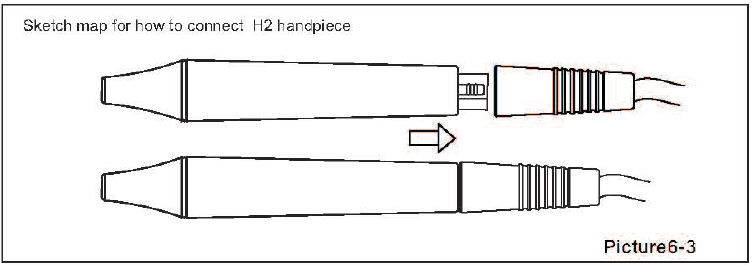 Sketch map for how to connect H2 handpiece
Picture6-3